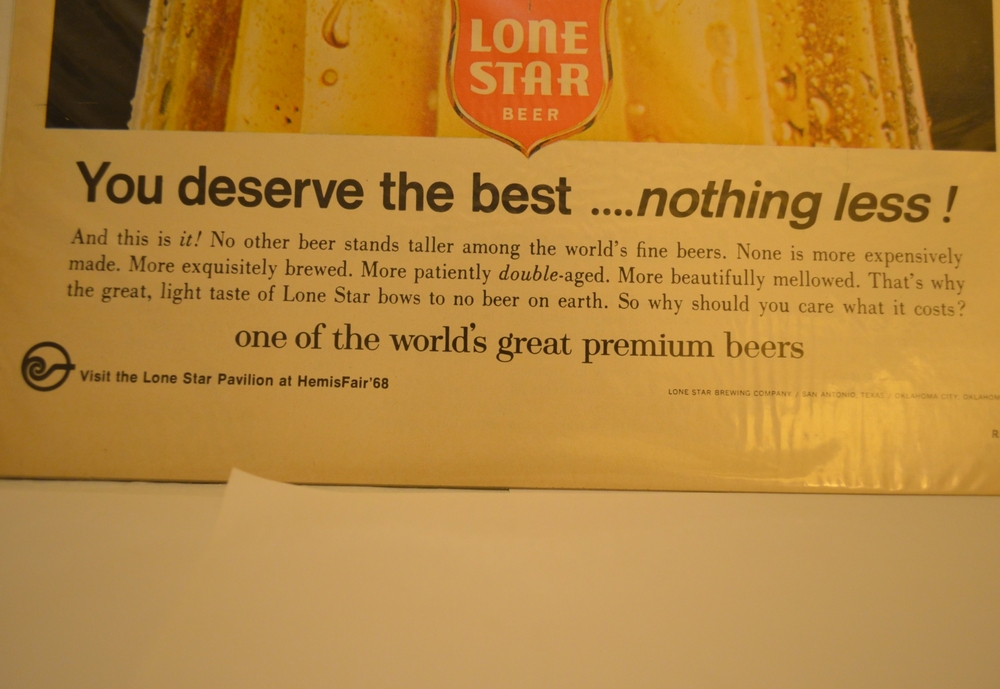 LONE
STAR
BEER
You deserve the best ....nothing less!
And this is it! No other beer stands taller among the world's fine beers. None is more expensively
made. More exquisitely brewed. More patiently double-aged. More beautifully mellowed. That's why
the great, light taste of Lone Star bows to no beer on earth. So why should you care what it costs?
one of the world's great premium beers
Visit the Lone Star Pavilion at HemisFair'68
LONE STAR BREWING COMPANY / SAN ANTONIO, TEXAS / OKLAHOMA CITY, OKLAHOM
R